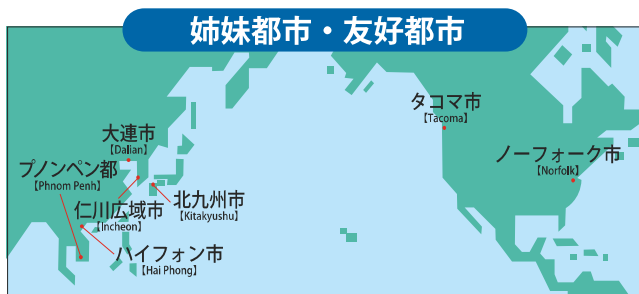 姉妹都市・友好都市
タコマ市
【Tacoma】
大連市
【Dalian】
ノーフォーク市
【Norfolk】
プノンペン都
【Phnom Penh】
北九州市
【Kitakyushu】
仁川広域市
【Incheon】
ハイフォン市
【Hai Phong】